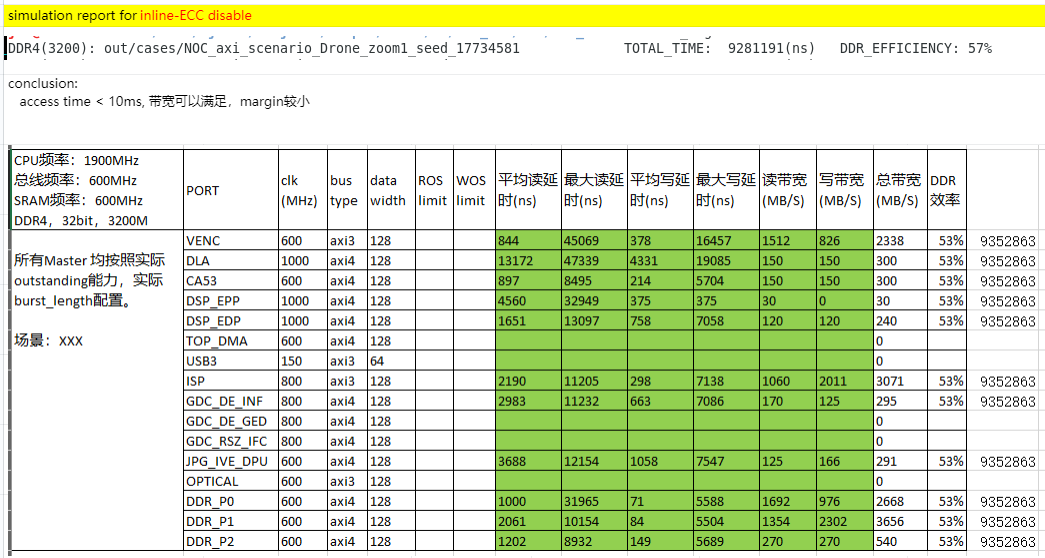 simulation report for inline-ECC disable
DDR4(3200): out/cases/NOC_axi_scenario_Drone_zoom1_seed_17734581 TOTAL_TIME: 9281191(ns) DDR_EFFICIENCY: 57%
conclusion:
access time < 10ms, 带宽可以满足，margin较小
CPU频率：1900MHz
总线频率：600MHz
SRAM频率：600MHz
DDR4，32bit，3200M
PORT
clk
(MHz)
bus
type
data
width
ROS
limit
WOS
limit
平均读延
时(ns)
最大读延
时(ns)
平均写延
时(ns)
最大写延
时(ns)
读带宽
(MB/S)
写带宽
(MB/S)
总带宽
(MB/S)
DDR
效率
所有Master 均按照实际
outstanding能力，实际
burst_length配置。
场景：XXX
VENC 600 axi3 128 844 45069 378 16457 1512 826 2338 53% 9352863
DLA 1000 axi4 128 13172 47339 4331 19085 150 150 300 53% 9352863
CA53 600 axi4 128 897 8495 214 5704 150 150 300 53% 9352863
DSP_EPP 1000 axi4 128 4560 32949 375 375 30 0 30 53% 9352863
DSP_EDP 1000 axi4 128 1651 13097 758 7058 120 120 240 53% 9352863
TOP_DMA 600 axi4 128 0
USB3 150 axi3 64 0
ISP 800 axi3 128 2190 11205 298 7138 1060 2011 3071 53% 9352863
GDC_DE_INF 800 axi4 128 2983 11232 663 7086 170 125 295 53% 9352863
GDC_DE_GED 800 axi4 128 0
GDC_RSZ_IFC 800 axi4 128 0
JPG_IVE_DPU 600 axi4 128 3688 12154 1058 7547 125 166 291 53% 9352863
OPTICAL 600 axi3 128 0
DDR_P0 600 axi4 128 1000 31965 71 5588 1692 976 2668 53% 9352863
DDR_P1 600 axi4 128 2061 10154 84 5504 1354 2302 3656 53% 9352863
DDR_P2 600 axi4 128 1202 8932 149 5689 270 270 540 53% 9352863